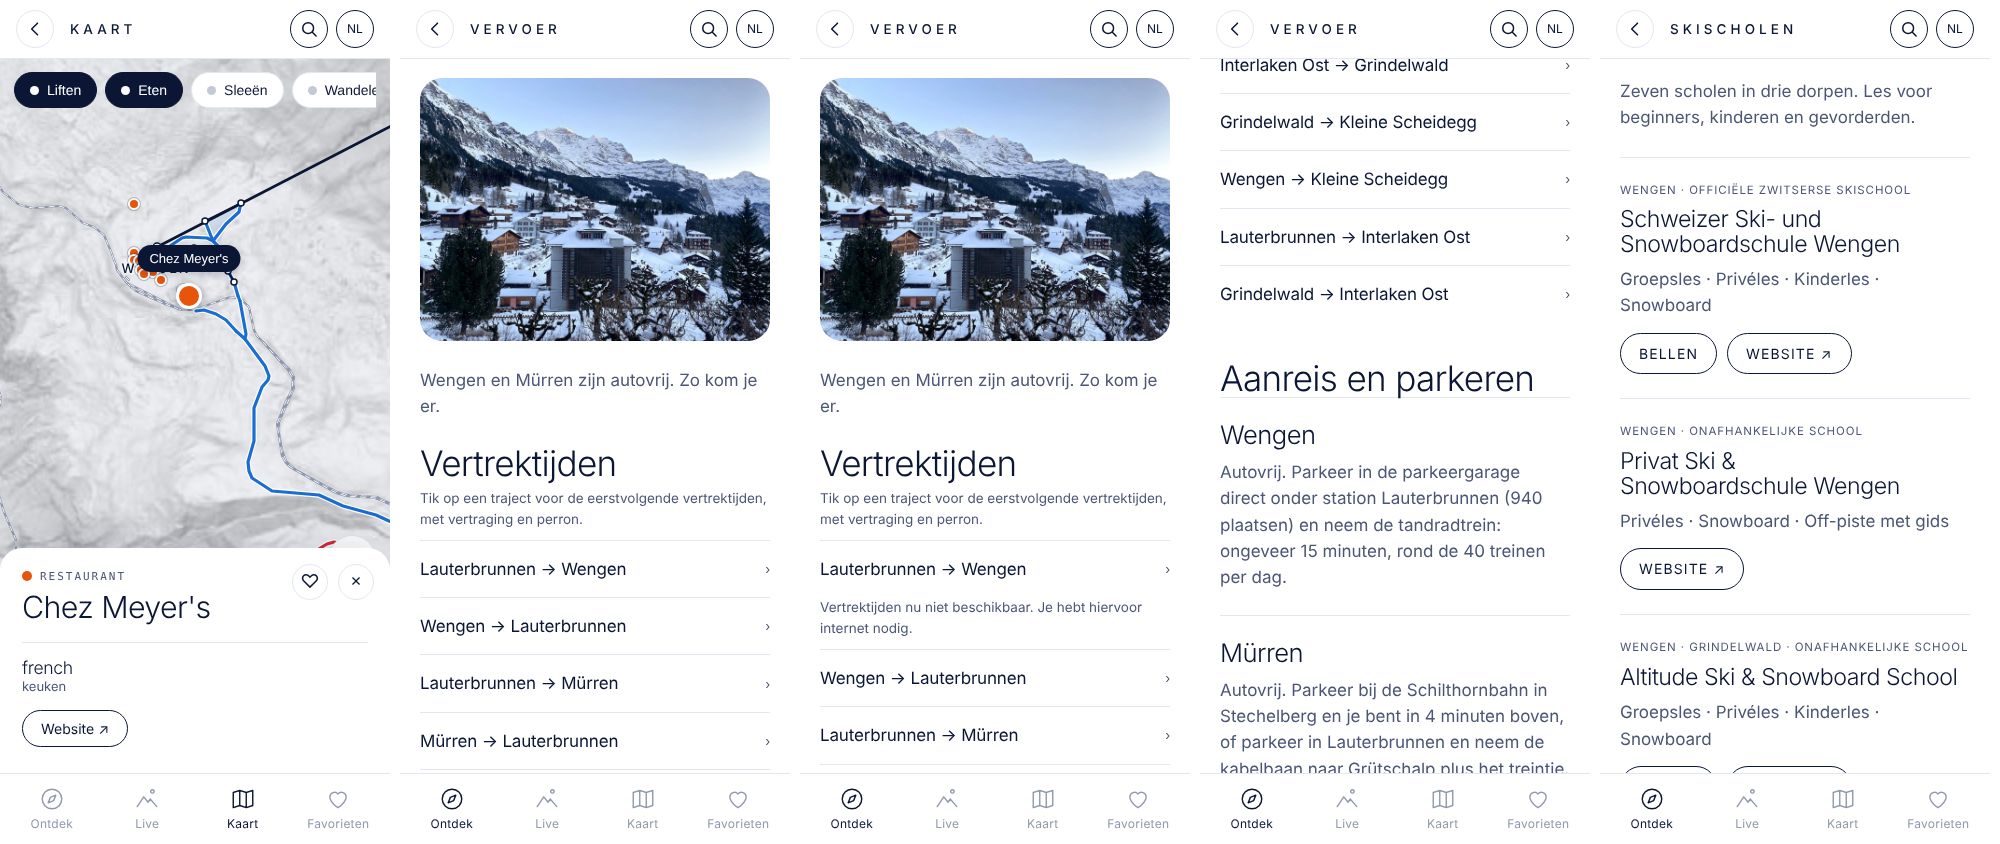 KAART
NL
Liften
Eten
Sleeën
Wandele
Chez Meyer's
W
RESTAURANT
Chez Meyer's
french
keuken
Website ↗
Ontdek
Live
Kaart
Favorieten
VERVOER
NL
Wengen en Mürren zijn autovrij. Zo kom je
er.
Vertrektijden
Tik op een traject voor de eerstvolgende vertrektijden,
met vertraging en perron.
Lauterbrunnen → Wengen
Wengen → Lauterbrunnen
Lauterbrunnen → Mürren
Mürren → Lauterbrunnen
Ontdek
Live
Kaart
Favorieten
VERVOER
NL
Wengen en Mürren zijn autovrij. Zo kom je
er.
Vertrektijden
Tik op een traject voor de eerstvolgende vertrektijden,
met vertraging en perron.
Lauterbrunnen → Wengen
Vertrektijden nu niet beschikbaar. Je hebt hiervoor
internet nodig.
Wengen → Lauterbrunnen
Lauterbrunnen → Mürren
Ontdek
Live
Kaart
Favorieten
VERVOER
NL
Interlaken Ost → Grindelwald
Grindelwald → Kleine Scheidegg
Wengen → Kleine Scheidegg
Lauterbrunnen → Interlaken Ost
Grindelwald → Interlaken Ost
Aanreis en parkeren
Wengen
Autovrij. Parkeer in de parkeergarage
direct onder station Lauterbrunnen (940
plaatsen) en neem de tandradtrein:
ongeveer 15 minuten, rond de 40 treinen
per dag.
Mürren
Autovrij. Parkeer bij de Schilthornbahn in
Stechelberg en je bent in 4 minuten boven,
of parkeer in Lauterbrunnen en neem de
kabelbaan naar Grütschalp plus het treintje.
Ontdek
Live
Kaart
Favorieten
SKISCHOLEN
NL
Zeven scholen in drie dorpen. Les voor
beginners, kinderen en gevorderden.
WENGEN · OFFICIËLE ZWITSERSE SKISCHOOL
Schweizer Ski- und
Snowboardschule Wengen
Groepsles · Privéles · Kinderles ·
Snowboard
BELLEN
WEBSITE ↗
WENGEN · ONAFHANKELIJKE SCHOOL
Privat Ski &
Snowboardschule Wengen
Privéles · Snowboard · Off-piste met gids
WEBSITE ↗
WENGEN · GRINDELWALD · ONAFHANKELIJKE SCHOOL
Altitude Ski & Snowboard School
Groepsles · Privéles · Kinderles ·
Snowboard
Ontdek
Live
Kaart
Favorieten